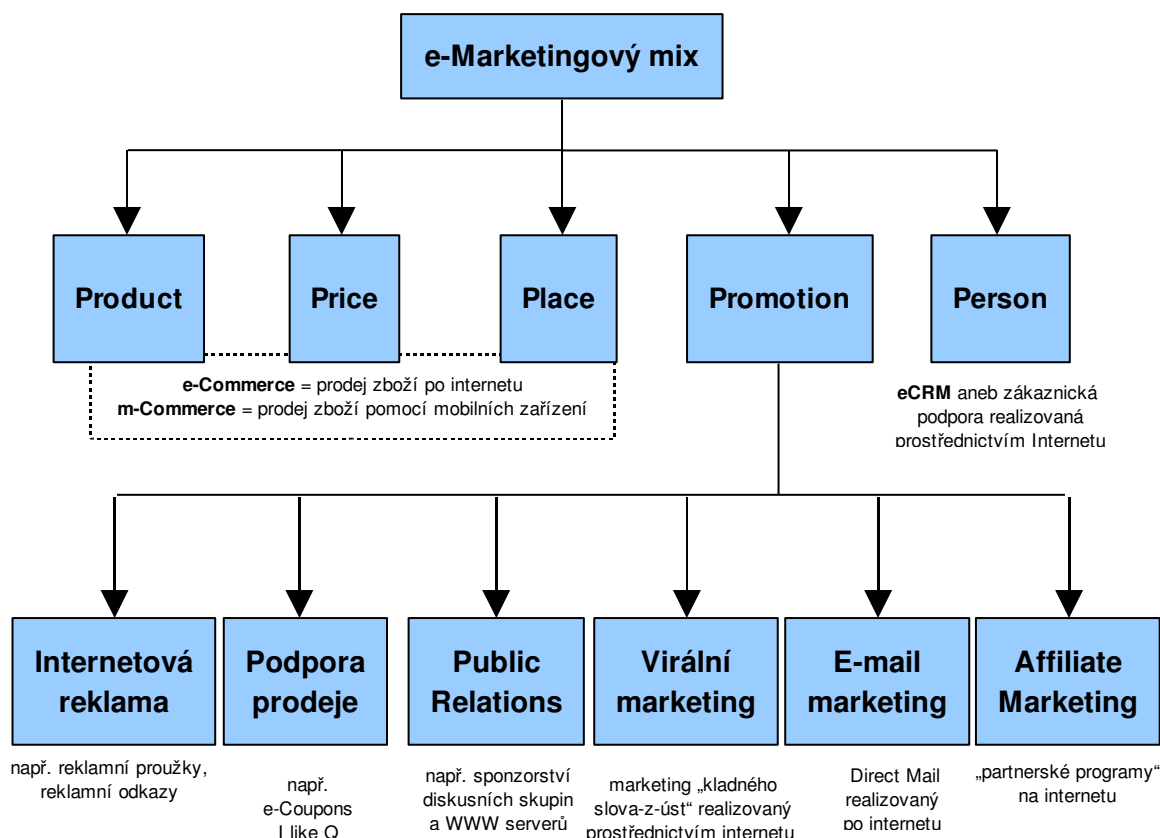 e-Marketingový mix
Product
Price
Place
Promotion
Person
e-Commerce = prodej zboží po internetu
m-Commerce = prodej zboží pomocí mobilních zařízení
eCRM aneb zákaznická
podpora realizovaná
prostřednictvím Internetu
Internetová
reklama
Podpora
prodeje
Public
Relations
Virální
marketing
E-mail
marketing
Affiliate
Marketing
např. reklamní proužky,
reklamní odkazy
např.
e-Coupons
I like Q
např. sponzorství
diskusních skupin
a WWW serverů
marketing „kladného
slova-z-úst“ realizovaný
prostřednictvím internetu
Direct Mail
realizovaný
po internetu
„partnerské programy“
na internetu